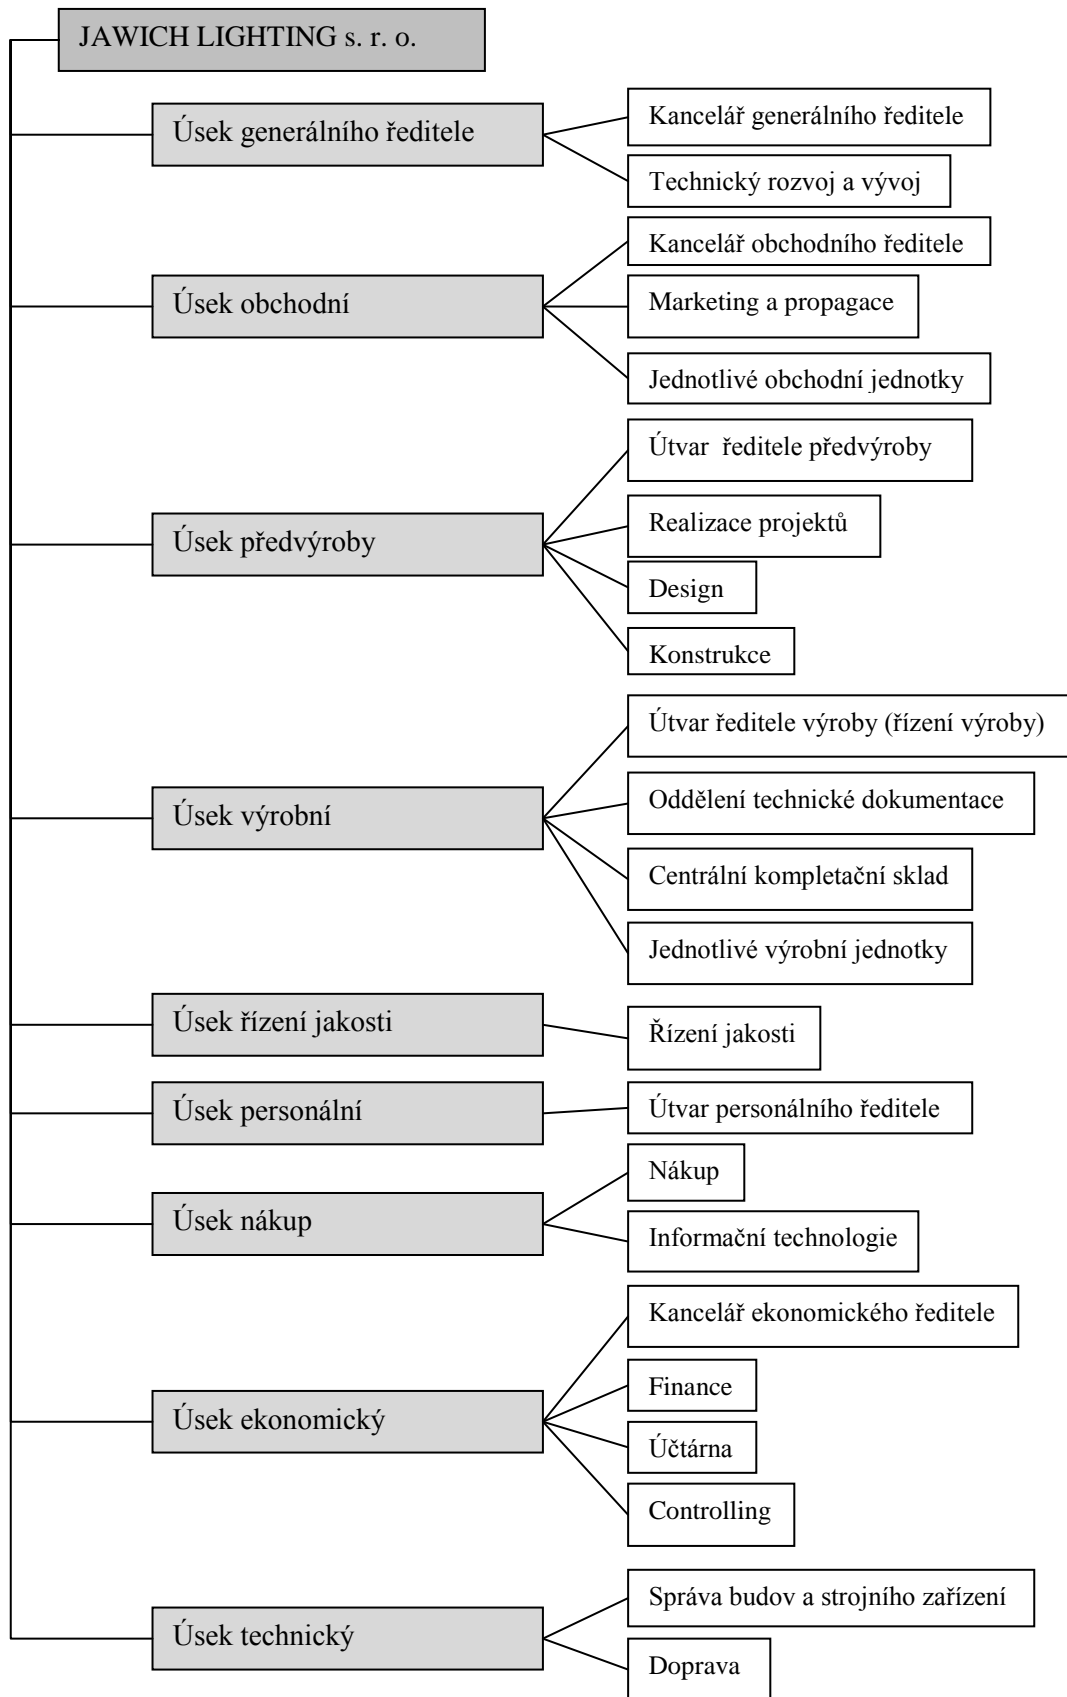 JAWICH LIGHTING s. r. o.
Úsek generálního ředitele
Kancelář generálního ředitele
Technický rozvoj a vývoj
Úsek obchodní
Kancelář obchodního ředitele
Marketing a propagace
Jednotlivé obchodní jednotky
Úsek předvýroby
Útvar  ředitele předvýroby
Realizace projektů
Design
Konstrukce
Úsek výrobní
Útvar ředitele výroby (řízení výroby)
Oddělení technické dokumentace
Centrální kompletační sklad
Jednotlivé výrobní jednotky
Úsek řízení jakosti
Řízení jakosti
Úsek personální
Útvar personálního ředitele
Úsek nákup
Nákup
Informační technologie
Úsek ekonomický
Kancelář ekonomického ředitele
Finance
Účtárna
Controlling
Úsek technický
Správa budov a strojního zařízení
Doprava